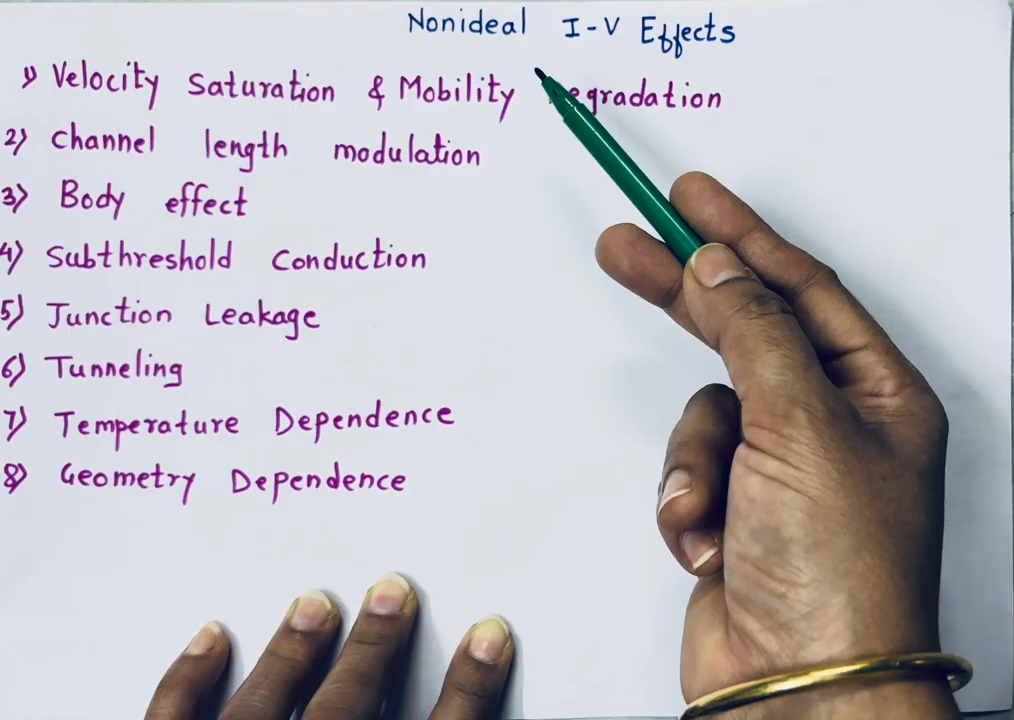 Nonideal I-V Effects
1) Velocity Saturation & Mobility egradation
2) Channel length modulation
3) Body effect
4) Subthreshold Conduction
5) Junction Leakage
6) Tunneling
7) Temperature Dependence
8) Geometry Dependence